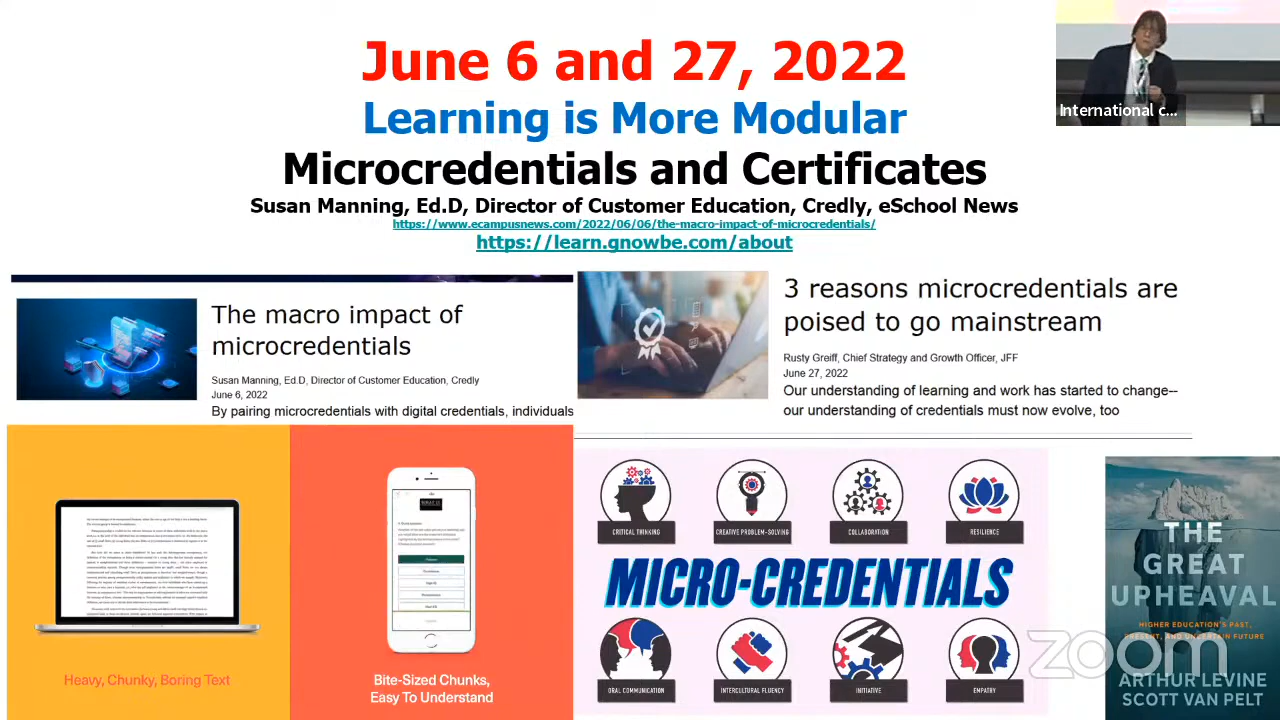 June 6 and 27, 2022
Learning is More Modular
Microcredentials and Certificates
Susan Manning, Ed.D, Director of Customer Education, Credly, eSchool News
https://www.ecampusnews.com/2022/06/06/the-macro-impact-of-microcredentials/
https://learn.gnowbe.com/about
International c...
The macro impact of
microcredentials
Susan Manning, Ed.D, Director of Customer Education, Credly
June 6, 2022
By pairing microcredentials with digital credentials, individuals
3 reasons microcredentials are
poised to go mainstream
Rusty Greiff, Chief Strategy and Growth Officer, JFF
June 27, 2022
Our understanding of learning and work has started to change--
our understanding of credentials must now evolve, too
Heavy, Chunky, Boring Text
Bite-Sized Chunks,
Easy To Understand
CRITICAL THINKING
CREATIVE PROBLEM-SOLVING
COLLABORATION
RESILIENCE
MICRO-CREDENTIALS
ORAL COMMUNICATION
INTERCULTURAL FLUENCY
INITIATIVE
EMPATHY
THE
GREAT
UPHEAVAL
HIGHER EDUCATION'S PAST,
PRESENT, AND UNCERTAIN FUTURE
zoom
ARTHUR LEVINE
SCOTT VAN PELT